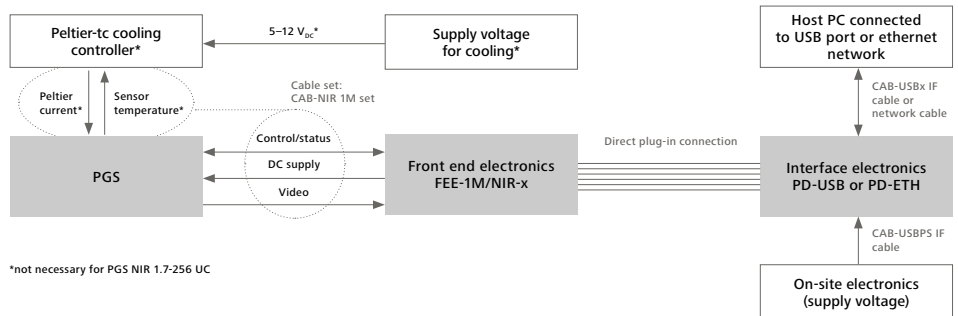 Peltier-tc cooling
controller*
5–12 VDC*
Supply voltage
for cooling*
Host PC connected
to USB port or ethernet
network
Peltier
current*
Sensor
temperature*
Cable set:
CAB-NIR 1M set
CAB-USBx IF
cable or
network cable
PGS
Control/status
DC supply
Video
Front end electronics
FEE-1M/NIR-x
Direct plug-in connection
Interface electronics
PD-USB or PD-ETH
CAB-USBPS IF
cable
*not necessary for PGS NIR 1.7-256 UC
On-site electronics
(supply voltage)